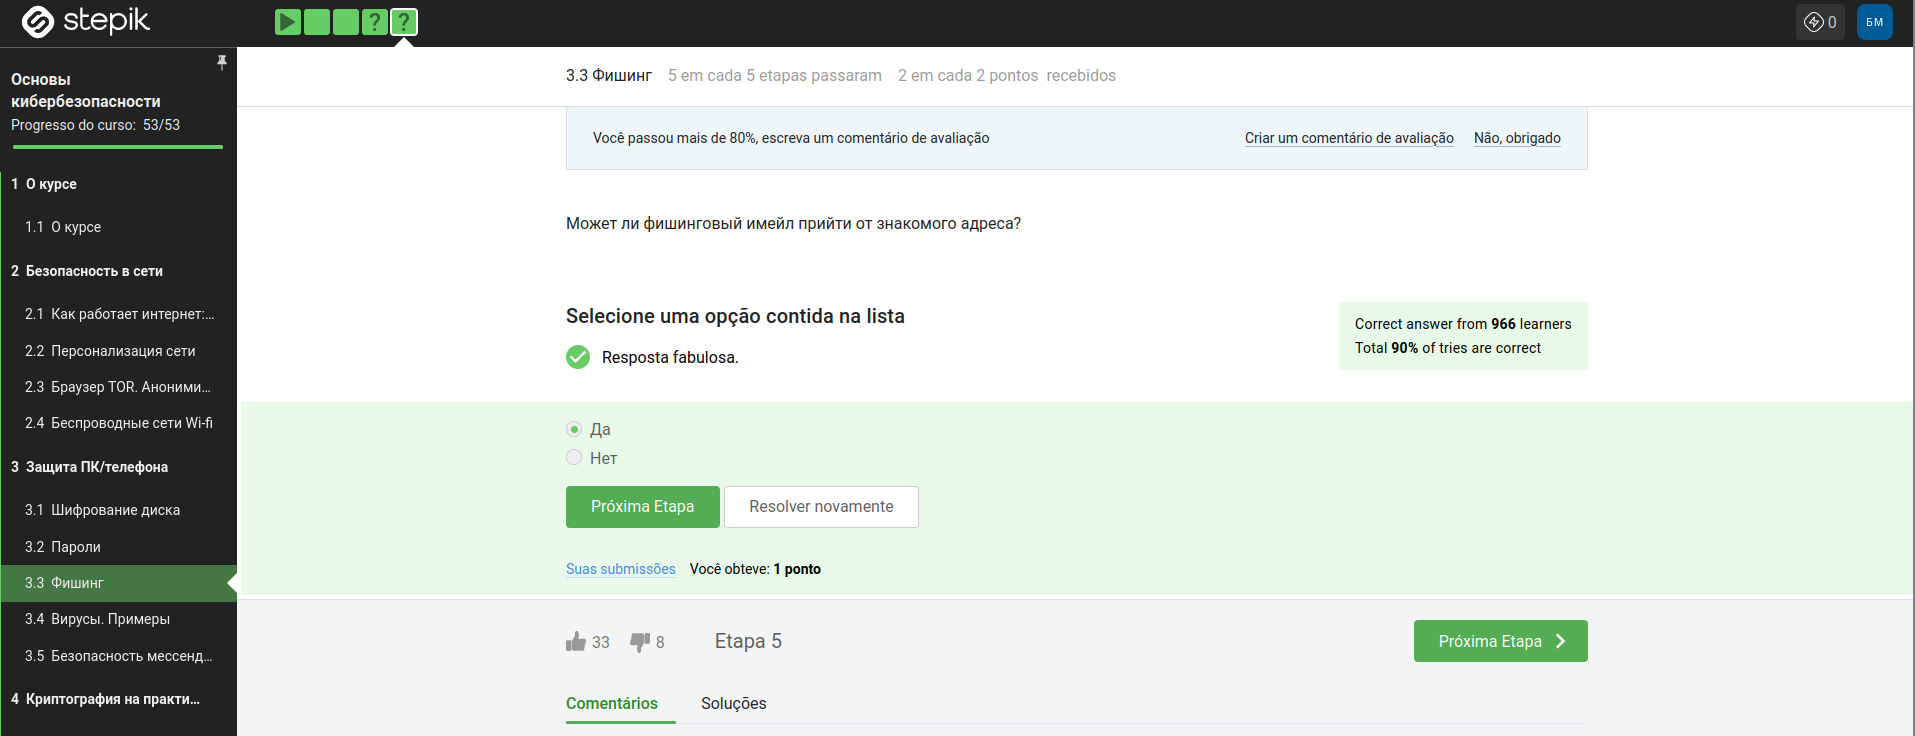 stepik
? ?
0
БМ
Основы
кибербезопасности
Progresso do curso: 53/53
1 О курсе
1.1 О курсе
2 Безопасность в сети
2.1 Как работает интернет:...
2.2 Персонализация сети
2.3 Браузер TOR. Аноними...
2.4 Беспроводные сети Wi-fi
3 Защита ПК/телефона
3.1 Шифрование диска
3.2 Пароли
3.3 Фишинг
3.4 Вирусы. Примеры
3.5 Безопасность мессенд...
4 Криптография на практи...
3.3 Фишинг 5 em cada 5 etapas passaram 2 em cada 2 pontos recebidos
Você passou mais de 80%, escreva um comentário de avaliação
Criar um comentário de avaliação Não, obrigado
Может ли фишинговый имейл прийти от знакомого адреса?
Selecione uma opção contida na lista
Resposta fabulosa.
Correct answer from 966 learners
Total 90% of tries are correct
Да
Нет
Próxima Etapa Resolver novamente
Suas submissões Você obteve: 1 ponto
33 8 Etapa 5
Próxima Etapa
Comentários Soluções